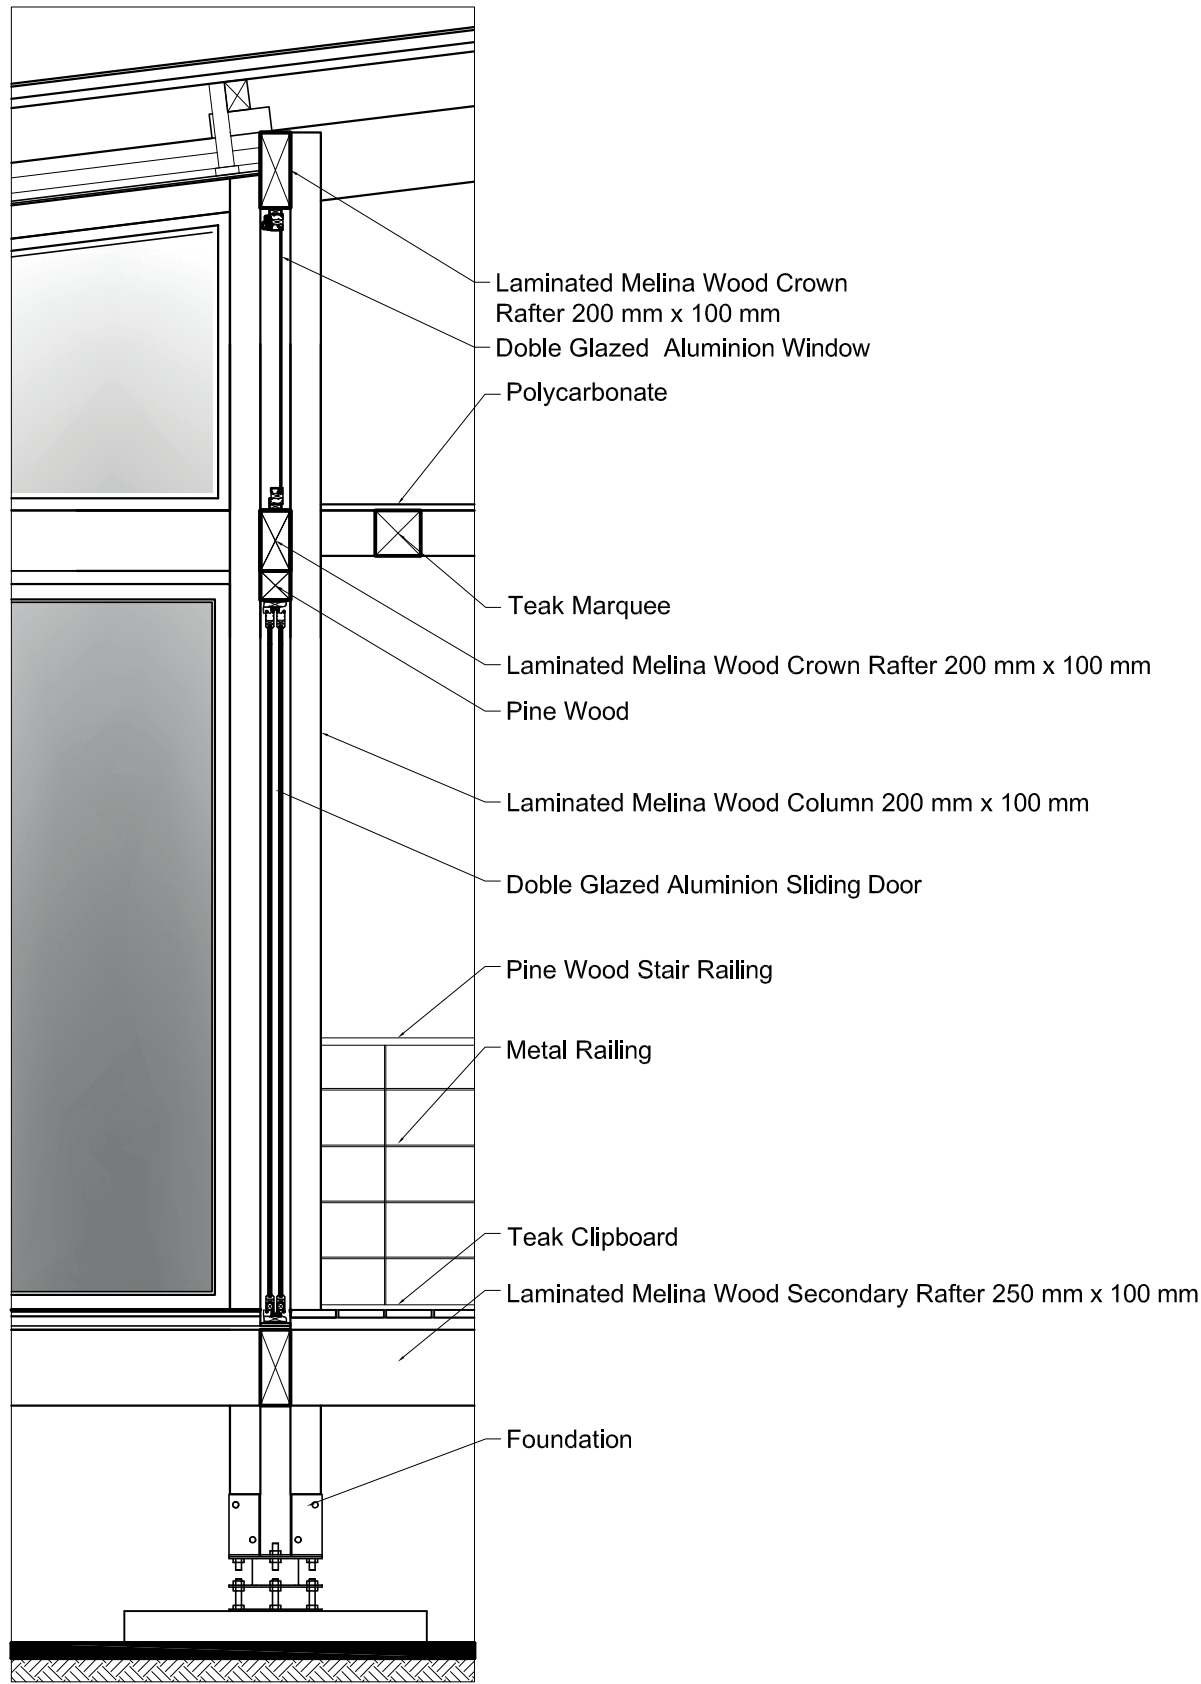 Laminated Melina Wood Crown
Rafter 200 mm x 100 mm
Doble Glazed Aluminion Window
Polycarbonate
Teak Marquee
Laminated Melina Wood Crown Rafter 200 mm x 100 mm
Pine Wood
Laminated Melina Wood Column 200 mm x 100 mm
Doble Glazed Aluminion Sliding Door
Pine Wood Stair Railing
Metal Railing
Teak Clipboard
Laminated Melina Wood Secondary Rafter 250 mm x 100 mm
Foundation